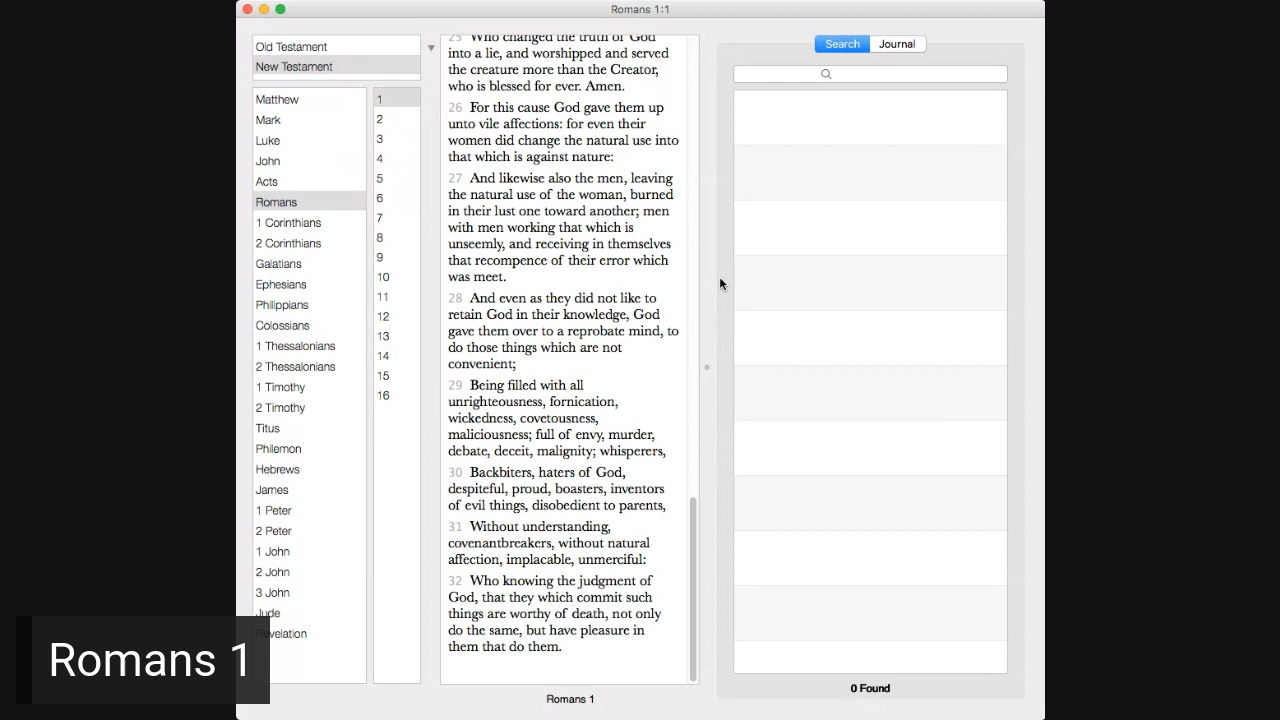 Romans 1:1
Old Testament
New Testament
Matthew
Mark
Luke
John
Acts
Romans
1 Corinthians
2 Corinthians
Galatians
Ephesians
Philippians
Colossians
1 Thessalonians
2 Thessalonians
1 Timothy
2 Timothy
Titus
Philemon
Hebrews
James
1 Peter
2 Peter
1 John
2 John
3 John
Jude
Revelation
1
2
3
4
5
6
7
8
9
10
11
12
13
14
15
16
25 Who changed the truth of God
into a lie, and worshipped and served
the creature more than the Creator,
who is blessed for ever. Amen.
26 For this cause God gave them up
unto vile affections: for even their
women did change the natural use into
that which is against nature:
27 And likewise also the men, leaving
the natural use of the woman, burned
in their lust one toward another; men
with men working that which is
unseemly, and receiving in themselves
that recompence of their error which
was meet.
28 And even as they did not like to
retain God in their knowledge, God
gave them over to a reprobate mind, to
do those things which are not
convenient;
29 Being filled with all
unrighteousness, fornication,
wickedness, covetousness,
maliciousness; full of envy, murder,
debate, deceit, malignity; whisperers,
30 Backbiters, haters of God,
despiteful, proud, boasters, inventors
of evil things, disobedient to parents,
31 Without understanding,
covenantbreakers, without natural
affection, implacable, unmerciful:
32 Who knowing the judgment of
God, that they which commit such
things are worthy of death, not only
do the same, but have pleasure in
them that do them.
Romans 1
Search
Journal
0 Found
Romans 1